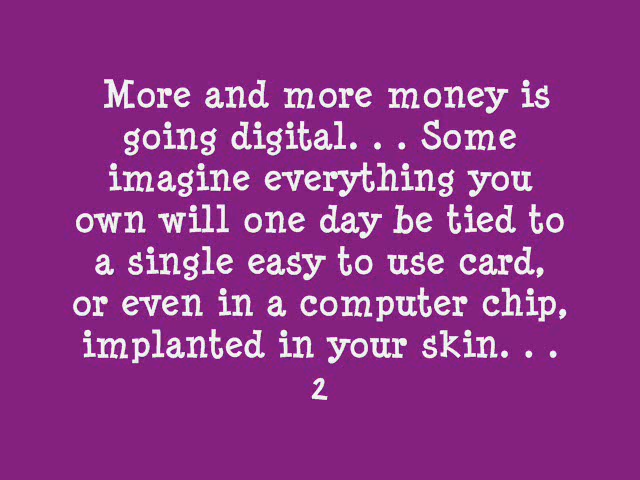 More and more money is
going digital. . . Some
imagine everything you
own will one day be tied to
a single easy to use card,
or even in a computer chip,
implanted in your skin. . .
2